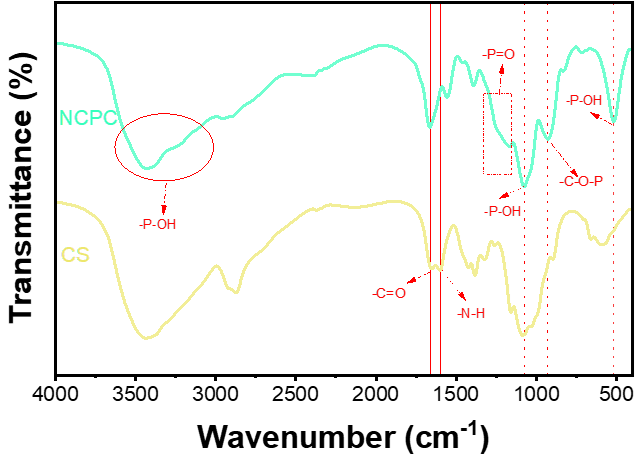 -P=O
NCPC
-P-OH
-P-OH
-C-O-P
-P-OH
CS
-C=O
-N-H
Transmittance (%)
4000 3500 3000 2500 2000 1500 1000 500
Wavenumber (cm⁻¹)